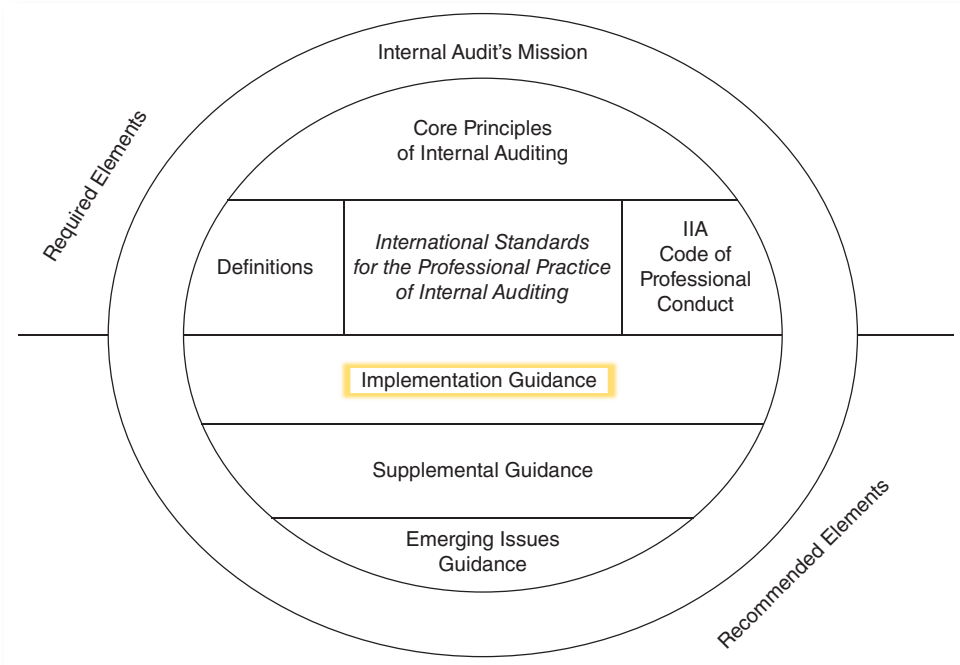 Internal Audit's Mission
Core Principles
of Internal Auditing
Required Elements
Definitions
International Standards
for the Professional Practice
of Internal Auditing
IIA
Code of
Professional
Conduct
Implementation Guidance
Supplemental Guidance
Emerging Issues
Guidance
Recommended Elements